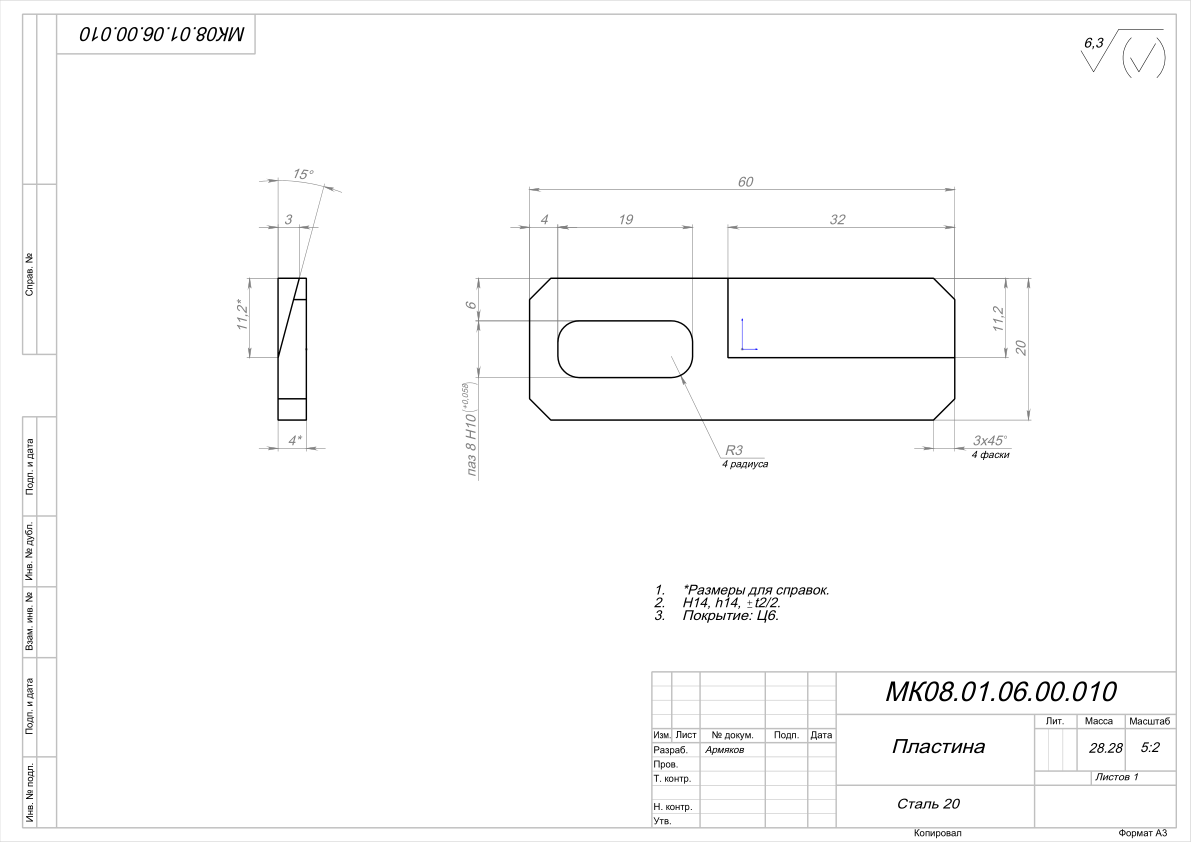 МК08.01.06.00.010
6,3
Справ. №
Подп. и дата
Инв. № дубл.
Взам. инв. №
Подп. и дата
Инв. № подл.
15°
3
11,2*
4*
60
4
19
32
6
паз 8 H10 (+0,058)
11,2
20
R3
4 радиуса
3x45°
4 фаски
1. *Размеры для справок.
2. H14, h14, ±t2/2.
3. Покрытие: Ц6.
МК08.01.06.00.010
Изм. Лист № докум. Подп. Дата
Разраб. Армяков
Пров.
Т. контр.
Н. контр.
Утв.
Пластина
Лит. Масса Масштаб
28.28 5:2
Листов 1
Сталь 20
Копировал Формат A3